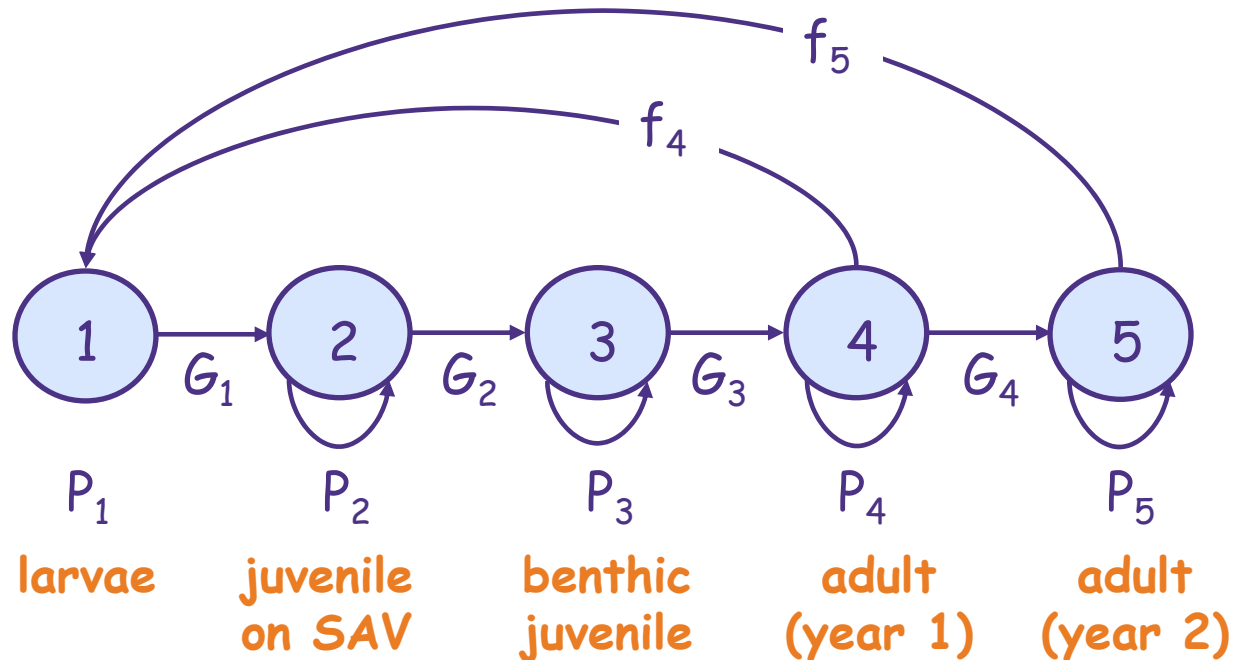 f₅
f₄
1 2 3 4 5
G₁ G₂ G₃ G₄
P₁ P₂ P₃ P₄ P₅
larvae juvenile benthic adult adult
on SAV juvenile (year 1) (year 2)